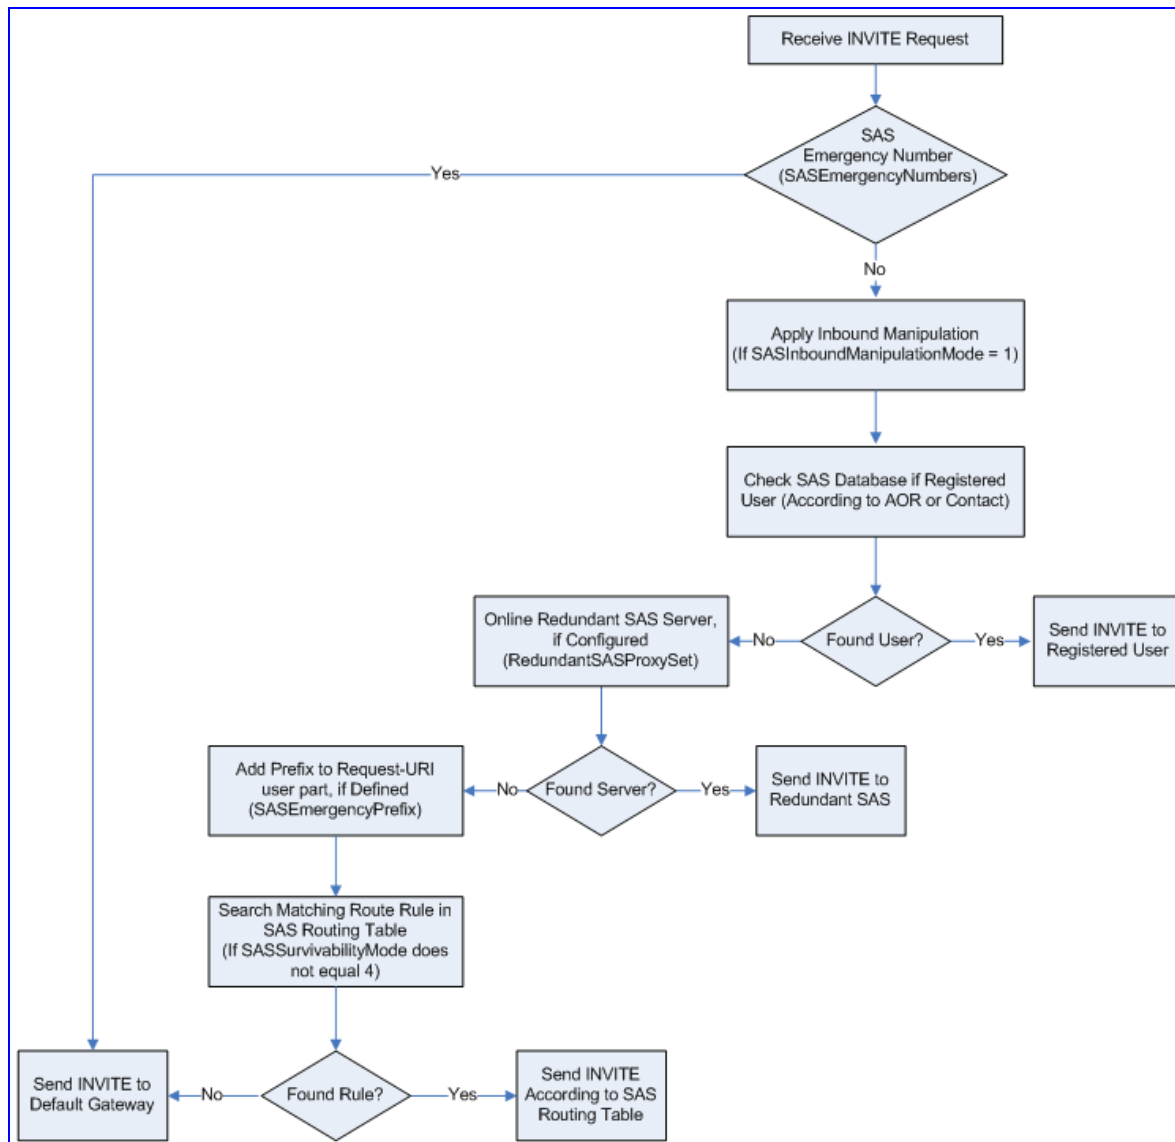 Receive INVITE Request
SAS
Emergency Number
(SASEmergencyNumbers)
Yes
No
Apply Inbound Manipulation
(If SASInboundManipulationMode = 1)
Check SAS Database if Registered
User (According to AOR or Contact)
Online Redundant SAS Server,
if Configured
(RedundantSASProxySet)
No
Found User?
Yes
Send INVITE to
Registered User
Add Prefix to Request-URI
user part, if Defined
(SASEmergencyPrefix)
No
Found Server?
Yes
Send INVITE to
Redundant SAS
Search Matching Route Rule in
SAS Routing Table
(If SASSurvivabilityMode does
not equal 4)
Send INVITE to
Default Gateway
No
Found Rule?
Yes
Send INVITE
According to SAS
Routing Table